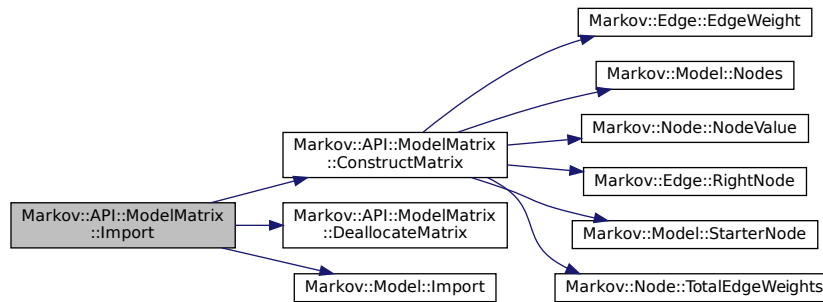 Markov::API::ModelMatrix
::Import
Markov::API::ModelMatrix
::ConstructMatrix
Markov::API::ModelMatrix
::DeallocateMatrix
Markov::Model::Import
Markov::Edge::EdgeWeight
Markov::Model::Nodes
Markov::Node::NodeValue
Markov::Edge::RightNode
Markov::Model::StarterNode
Markov::Node::TotalEdgeWeights